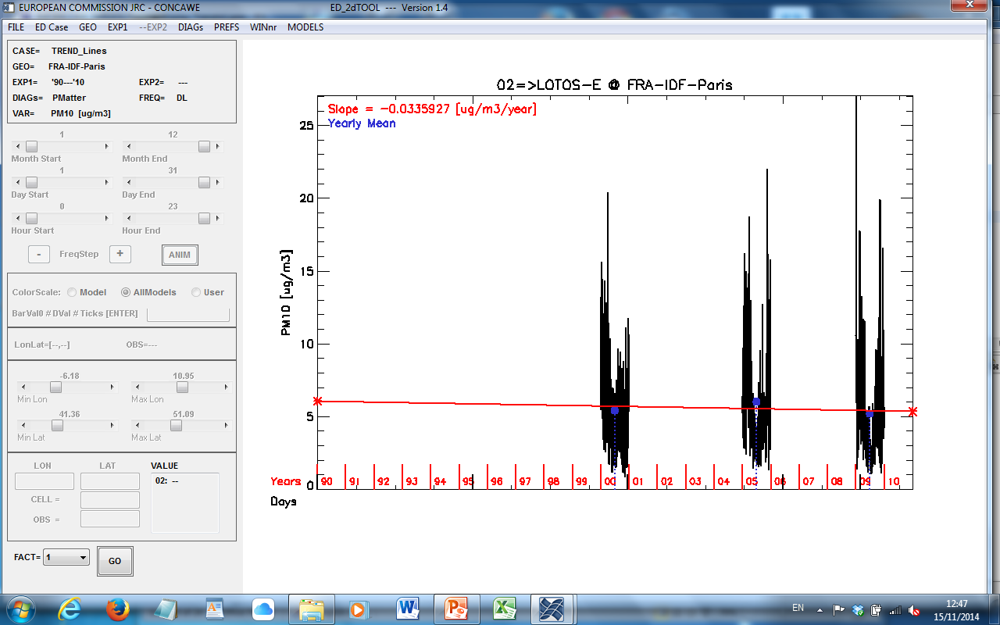 EUROPEAN COMMISSION JRC - CONCAWE ED_2dTOOL --- Version 1.4
FILE ED Case GEO EXP1 --EXP2 DIAGs PREFS WINnr MODELS
CASE= TREND_Lines
GEO= FRA-IDF-Paris
EXP1= '90---'10 EXP2= ---
DIAGs= PMatter FREQ= DL
VAR= PM10 [ug/m3]
1 12
Month Start Month End
1 31
Day Start Day End
0 23
Hour Start Hour End
- FreqStep + ANIM
ColorScale: Model AllModels User
BarVal0 # DVal # Ticks [ENTER]
LonLat=[--,--] OBS=---
-6.18 10.95
Min Lon Max Lon
41.36 51.09
Min Lat Max Lat
LON LAT VALUE
02: --
CELL =
OBS =
FACT= 1 GO
02=>LOTOS-E @ FRA-IDF-Paris
Slope = -0.0335927 [ug/m3/year]
Yearly Mean
25
20
15
10
5
0
PM10 [ug/m3]
Years 90 91 92 93 94 95 96 97 98 99 00 01 02 03 04 05 06 07 08 09 10
Days
EN 12:47
15/11/2014